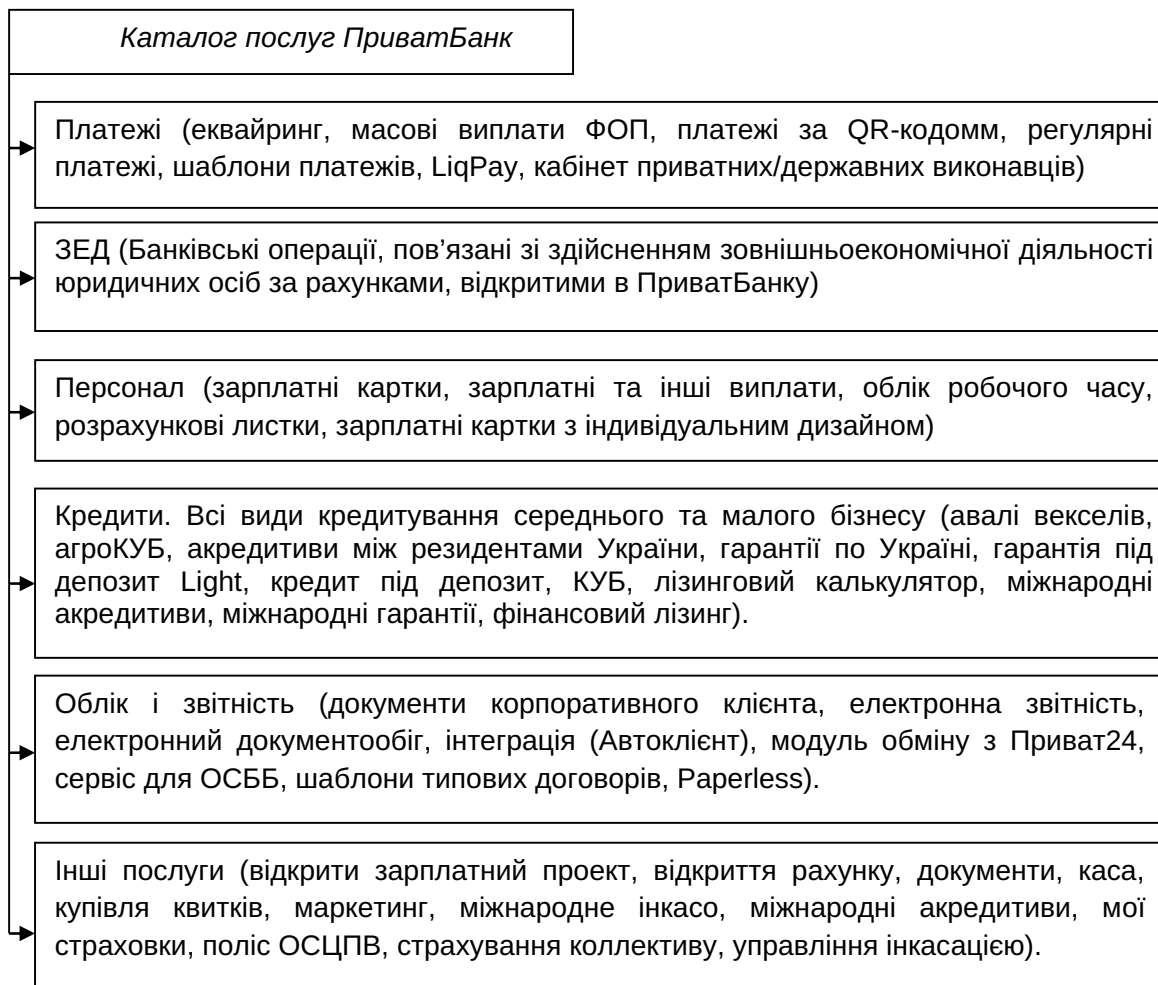 Каталог послуг ПриватБанк
Платежі (еквайринг, масові виплати ФОП, платежі за QR-кодомм, регулярні
платежі, шаблони платежів, LiqPay, кабінет приватних/державних виконавців)
ЗЕД (Банківські операції, пов’язані зі здійсненням зовнішньоекономічної діяльності
юридичних осіб за рахунками, відкритими в ПриватБанку)
Персонал (зарплатні картки, зарплатні та інші виплати, облік робочого часу,
розрахункові листки, зарплатні картки з індивідуальним дизайном)
Кредити. Всі види кредитування середнього та малого бізнесу (авалі векселів,
агроКУБ, акредитиви між резидентами України, гарантії по Україні, гарантія під
депозит Light, кредит під депозит, КУБ, лізинговий калькулятор, міжнародні
акредитиви, міжнародні гарантії, фінансовий лізинг).
Облік і звітність (документи корпоративного клієнта, електронна звітність,
електронний документообіг, інтеграція (Автоклієнт), модуль обміну з Приват24,
сервіс для ОСББ, шаблони типових договорів, Paperless).
Інші послуги (відкрити зарплатний проект, відкриття рахунку, документи, каса,
купівля квитків, маркетинг, міжнародне інкасо, міжнародні акредитиви, мої
страховки, поліс ОСЦПВ, страхування коллективу, управління інкасацією).